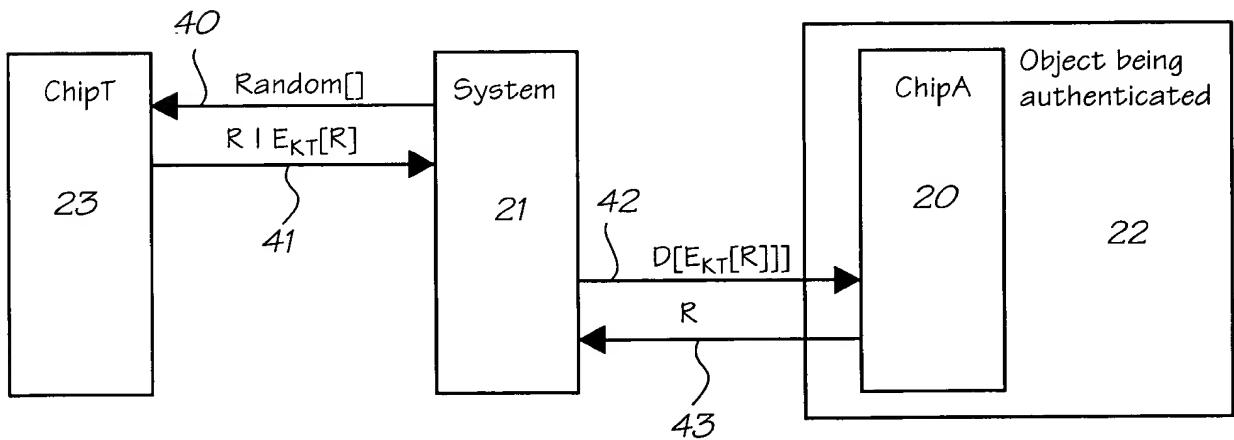 40
ChipT
Random[]
System
ChipA
Object being
authenticated
R | E_KT[R]
23
41
21
42
20
22
D[E_KT[R]]]
R
43